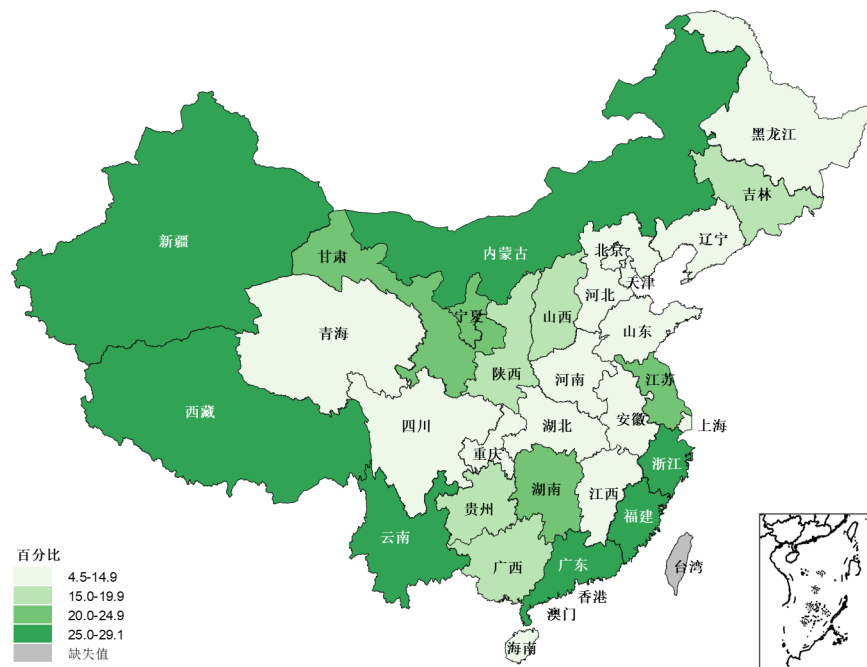 黑龙江
吉林
辽宁
新疆
内蒙古
甘肃
北京
天津
河北
宁夏
山西
山东
青海
陕西
河南
江苏
西藏
四川
湖北
安徽
上海
重庆
浙江
贵州
湖南
江西
云南
福建
广西
广东
台湾
香港
澳门
海南
百分比
4.5-14.9
15.0-19.9
20.0-24.9
25.0-29.1
缺失值